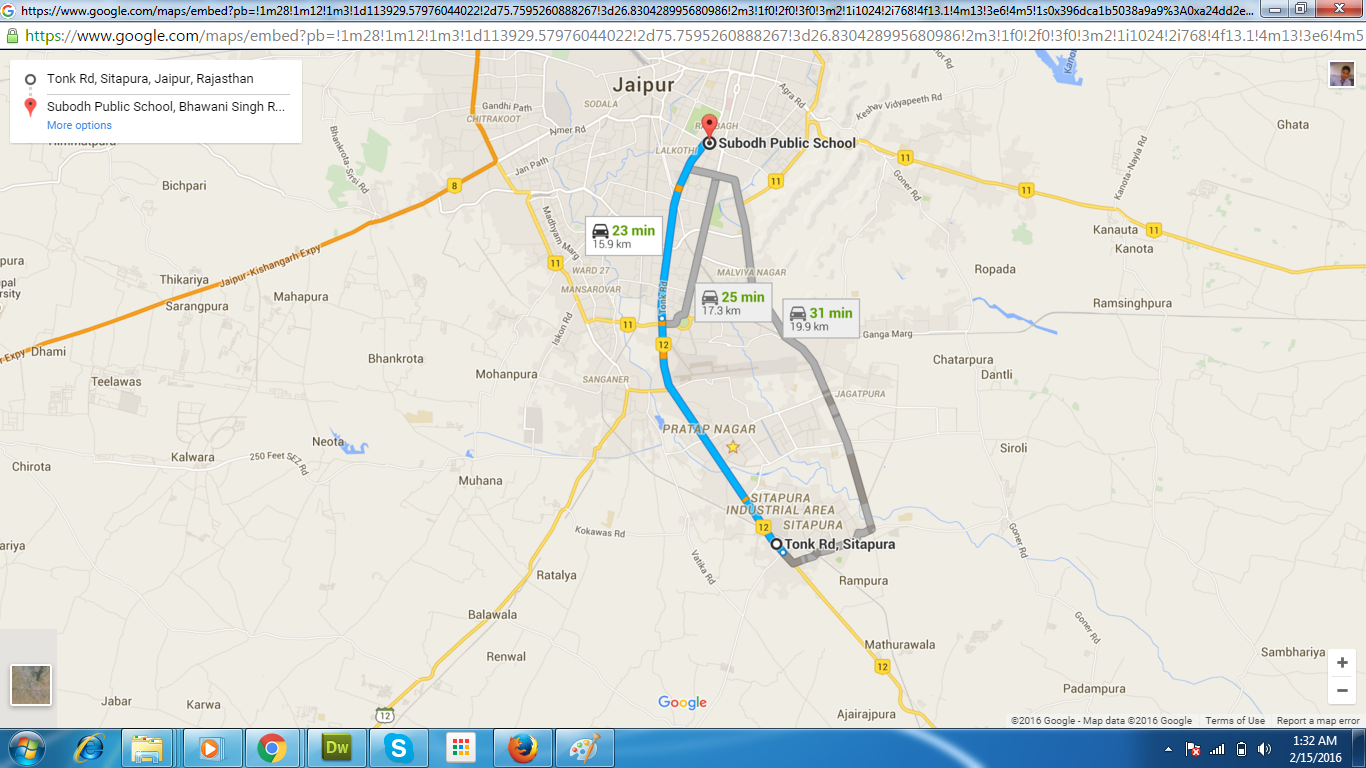 https://www.google.com/maps/embed?pb=!1m28!1m12!1m3!1d113929.57976044022!2d75.7595260888267!3d26.830428995680986!2m3!1f0!2f0!3f0!3m2!1i1024!2i768!4f13.1!4m13!3e6!4m5!1s0x396dca1b5038a9a9%3A0xa24dd2e...
https://www.google.com/maps/embed?pb=!1m28!1m12!1m3!1d113929.57976044022!2d75.7595260888267!3d26.830428995680986!2m3!1f0!2f0!3f0!3m2!1i1024!2i768!4f13.1!4m13!3e6!4m5
Tonk Rd, Sitapura, Jaipur, Rajasthan
Subodh Public School, Bhawani Singh R...
More options
Jaipur
SODALA
Gandhi Path
CHITRAKOOT
Ajmer Rd
Jan Path
LALKOTHI
Subodh Public School
Agra Rd
Keshav Vidyapeeth Rd
Kanota-Nayla Rd
Ghata
Bhankrota-Sirsi Rd
Bichpari
8
11
11
11
Goner Rd
11
Kanauta
Kanota
Madhyam Marg
23 min
15.9 km
Jaipur-Kishangarh Expy
Thikariya
Sarangpura
Mahapura
11
WARD 27
MANSAROVAR
MALVIYA NAGAR
Ropada
Ramsinghpura
Tonk Rd
25 min
17.3 km
31 min
19.9 km
Iskon Rd
11
12
Ganga Marg
Expy
Dhami
Bhankrota
Mohanpura
SANGANER
Chatarpura
Dantli
Teelawas
JAGATPURA
PRATAP NAGAR
Neota
Siroli
Chirota
Kalwara
250 Feet SEZ Rd
Muhana
SITAPURA
INDUSTRIAL AREA
SITAPURA
12
Kokawas Rd
Tonk Rd, Sitapura
Goner Rd
Vatika Rd
Ratalya
Rampura
Balawala
Goner Rd
Renwal
Mathurawala
12
Sambhariya
Jabar
Karwa
12
Google
Padampura
Ajairajpura
©2016 Google - Map data ©2016 Google
Terms of Use
Report a map error
Dw
1:32 AM
2/15/2016